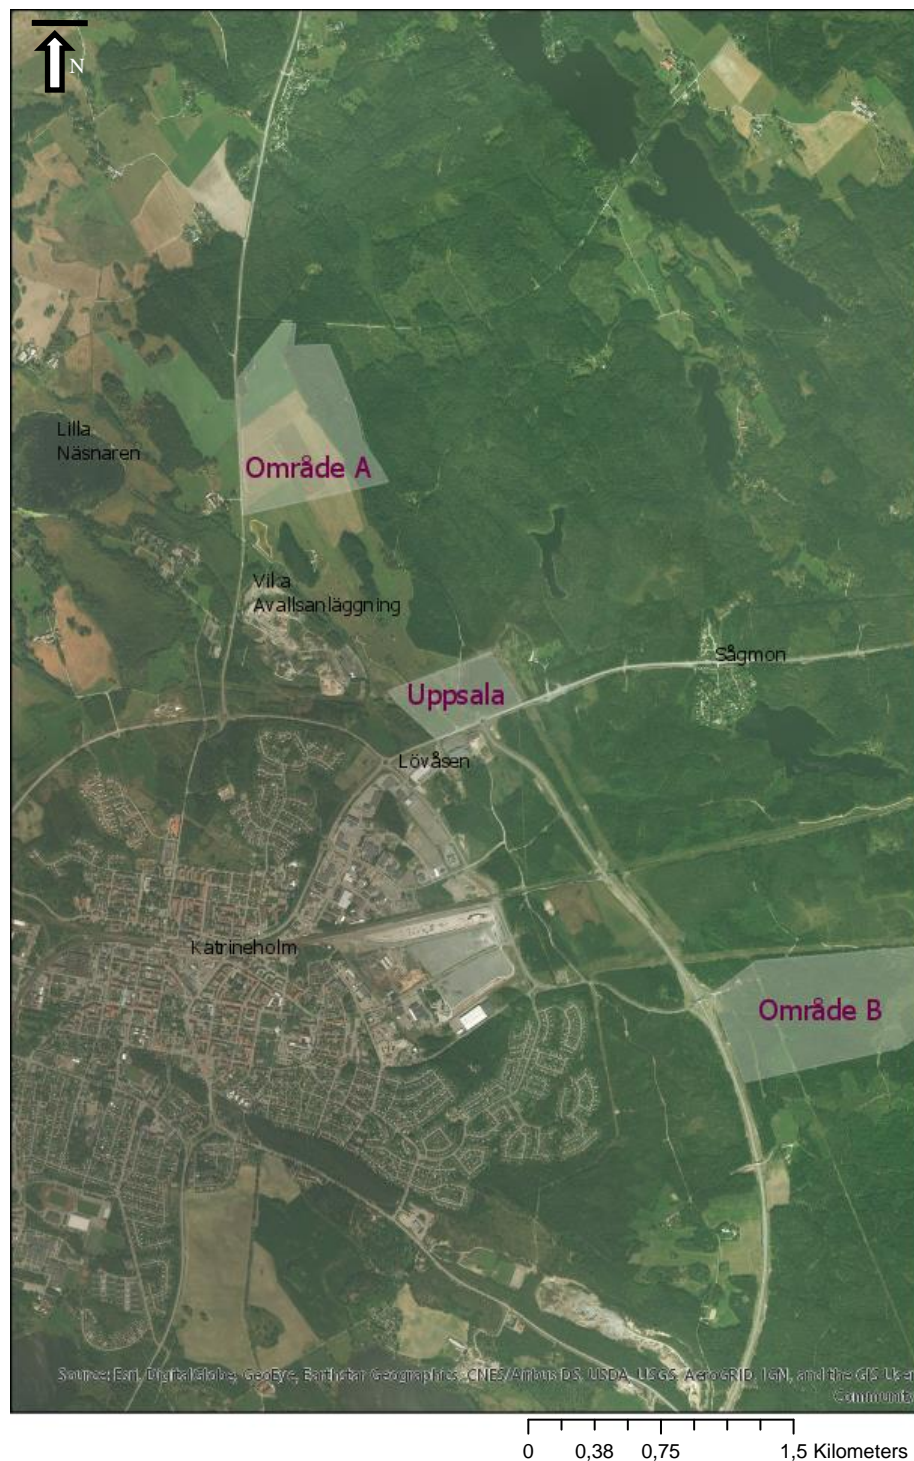 N
Lilla
Näsnaren
Område A
Vika
Avallsanläggning
Sågmon
Uppsala
Lövåsen
Katrineholm
Område B
Source: Esri, DigitalGlobe, GeoEye, Earthstar Geographics, CNES/Airbus DS, USDA, USGS, AeroGRID, IGN, and the GIS User
Community
0 0,38 0,75 1,5 Kilometers